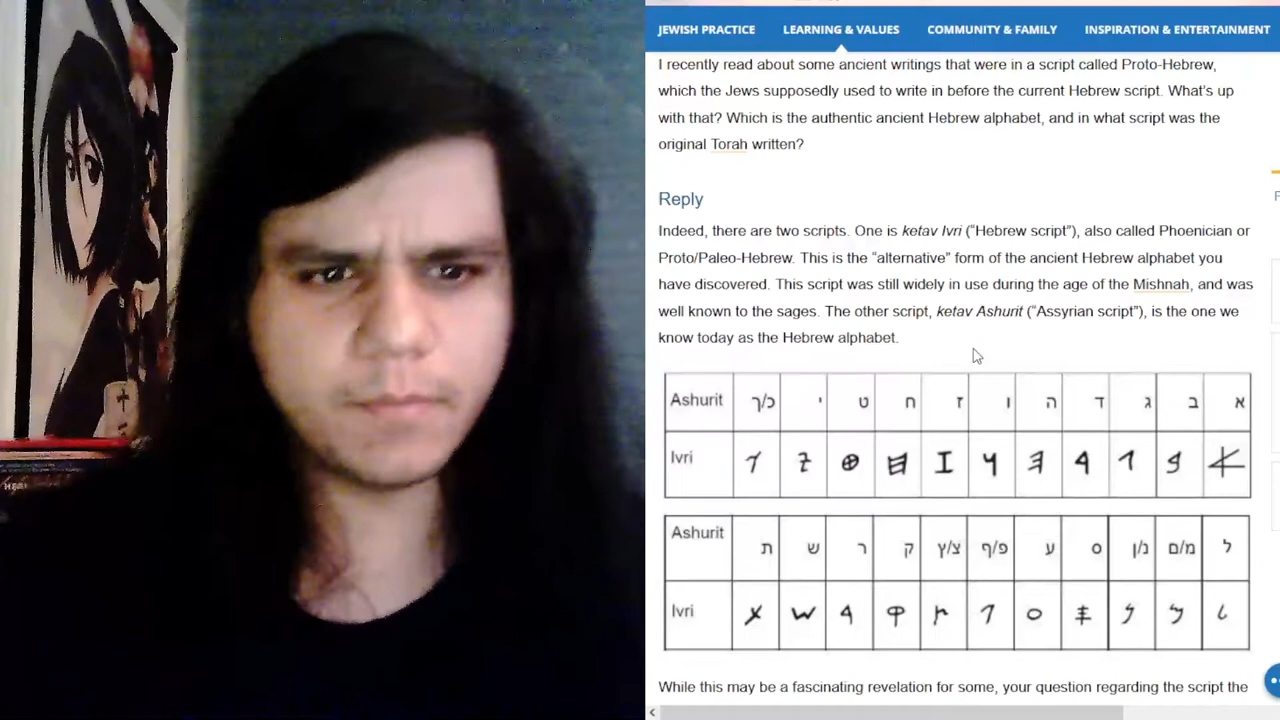 JEWISH PRACTICE LEARNING & VALUES COMMUNITY & FAMILY INSPIRATION & ENTERTAINMENT
I recently read about some ancient writings that were in a script called Proto-Hebrew,
which the Jews supposedly used to write in before the current Hebrew script. What's up
with that? Which is the authentic ancient Hebrew alphabet, and in what script was the
original Torah written?
Reply
Indeed, there are two scripts. One is ketav Ivri (“Hebrew script”), also called Phoenician or
Proto/Paleo-Hebrew. This is the “alternative” form of the ancient Hebrew alphabet you
have discovered. This script was still widely in use during the age of the Mishnah, and was
well known to the sages. The other script, ketav Ashurit (“Assyrian script”), is the one we
know today as the Hebrew alphabet.
Ashurit א ב ג ד ה ו ז ח ט י כ/ך
Ivri 𐤀 𐤁 𐤂 𐤃 𐤄 𐤅 𐤆 𐤇 𐤈 𐤉 𐤊
Ashurit ל מ/ם נ/ן ס ע פ/ף צ/ץ ק ר ש ת
Ivri 𐤋 𐤌 𐤍 𐤎 𐤏 𐤐 𐤑 𐤒 𐤓 𐤔 𐤕
While this may be a fascinating revelation for some, your question regarding the script the